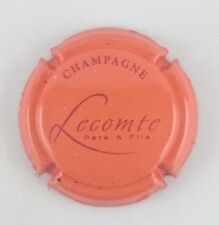 CHAMPAGNE
Lecomte
Père & Fils